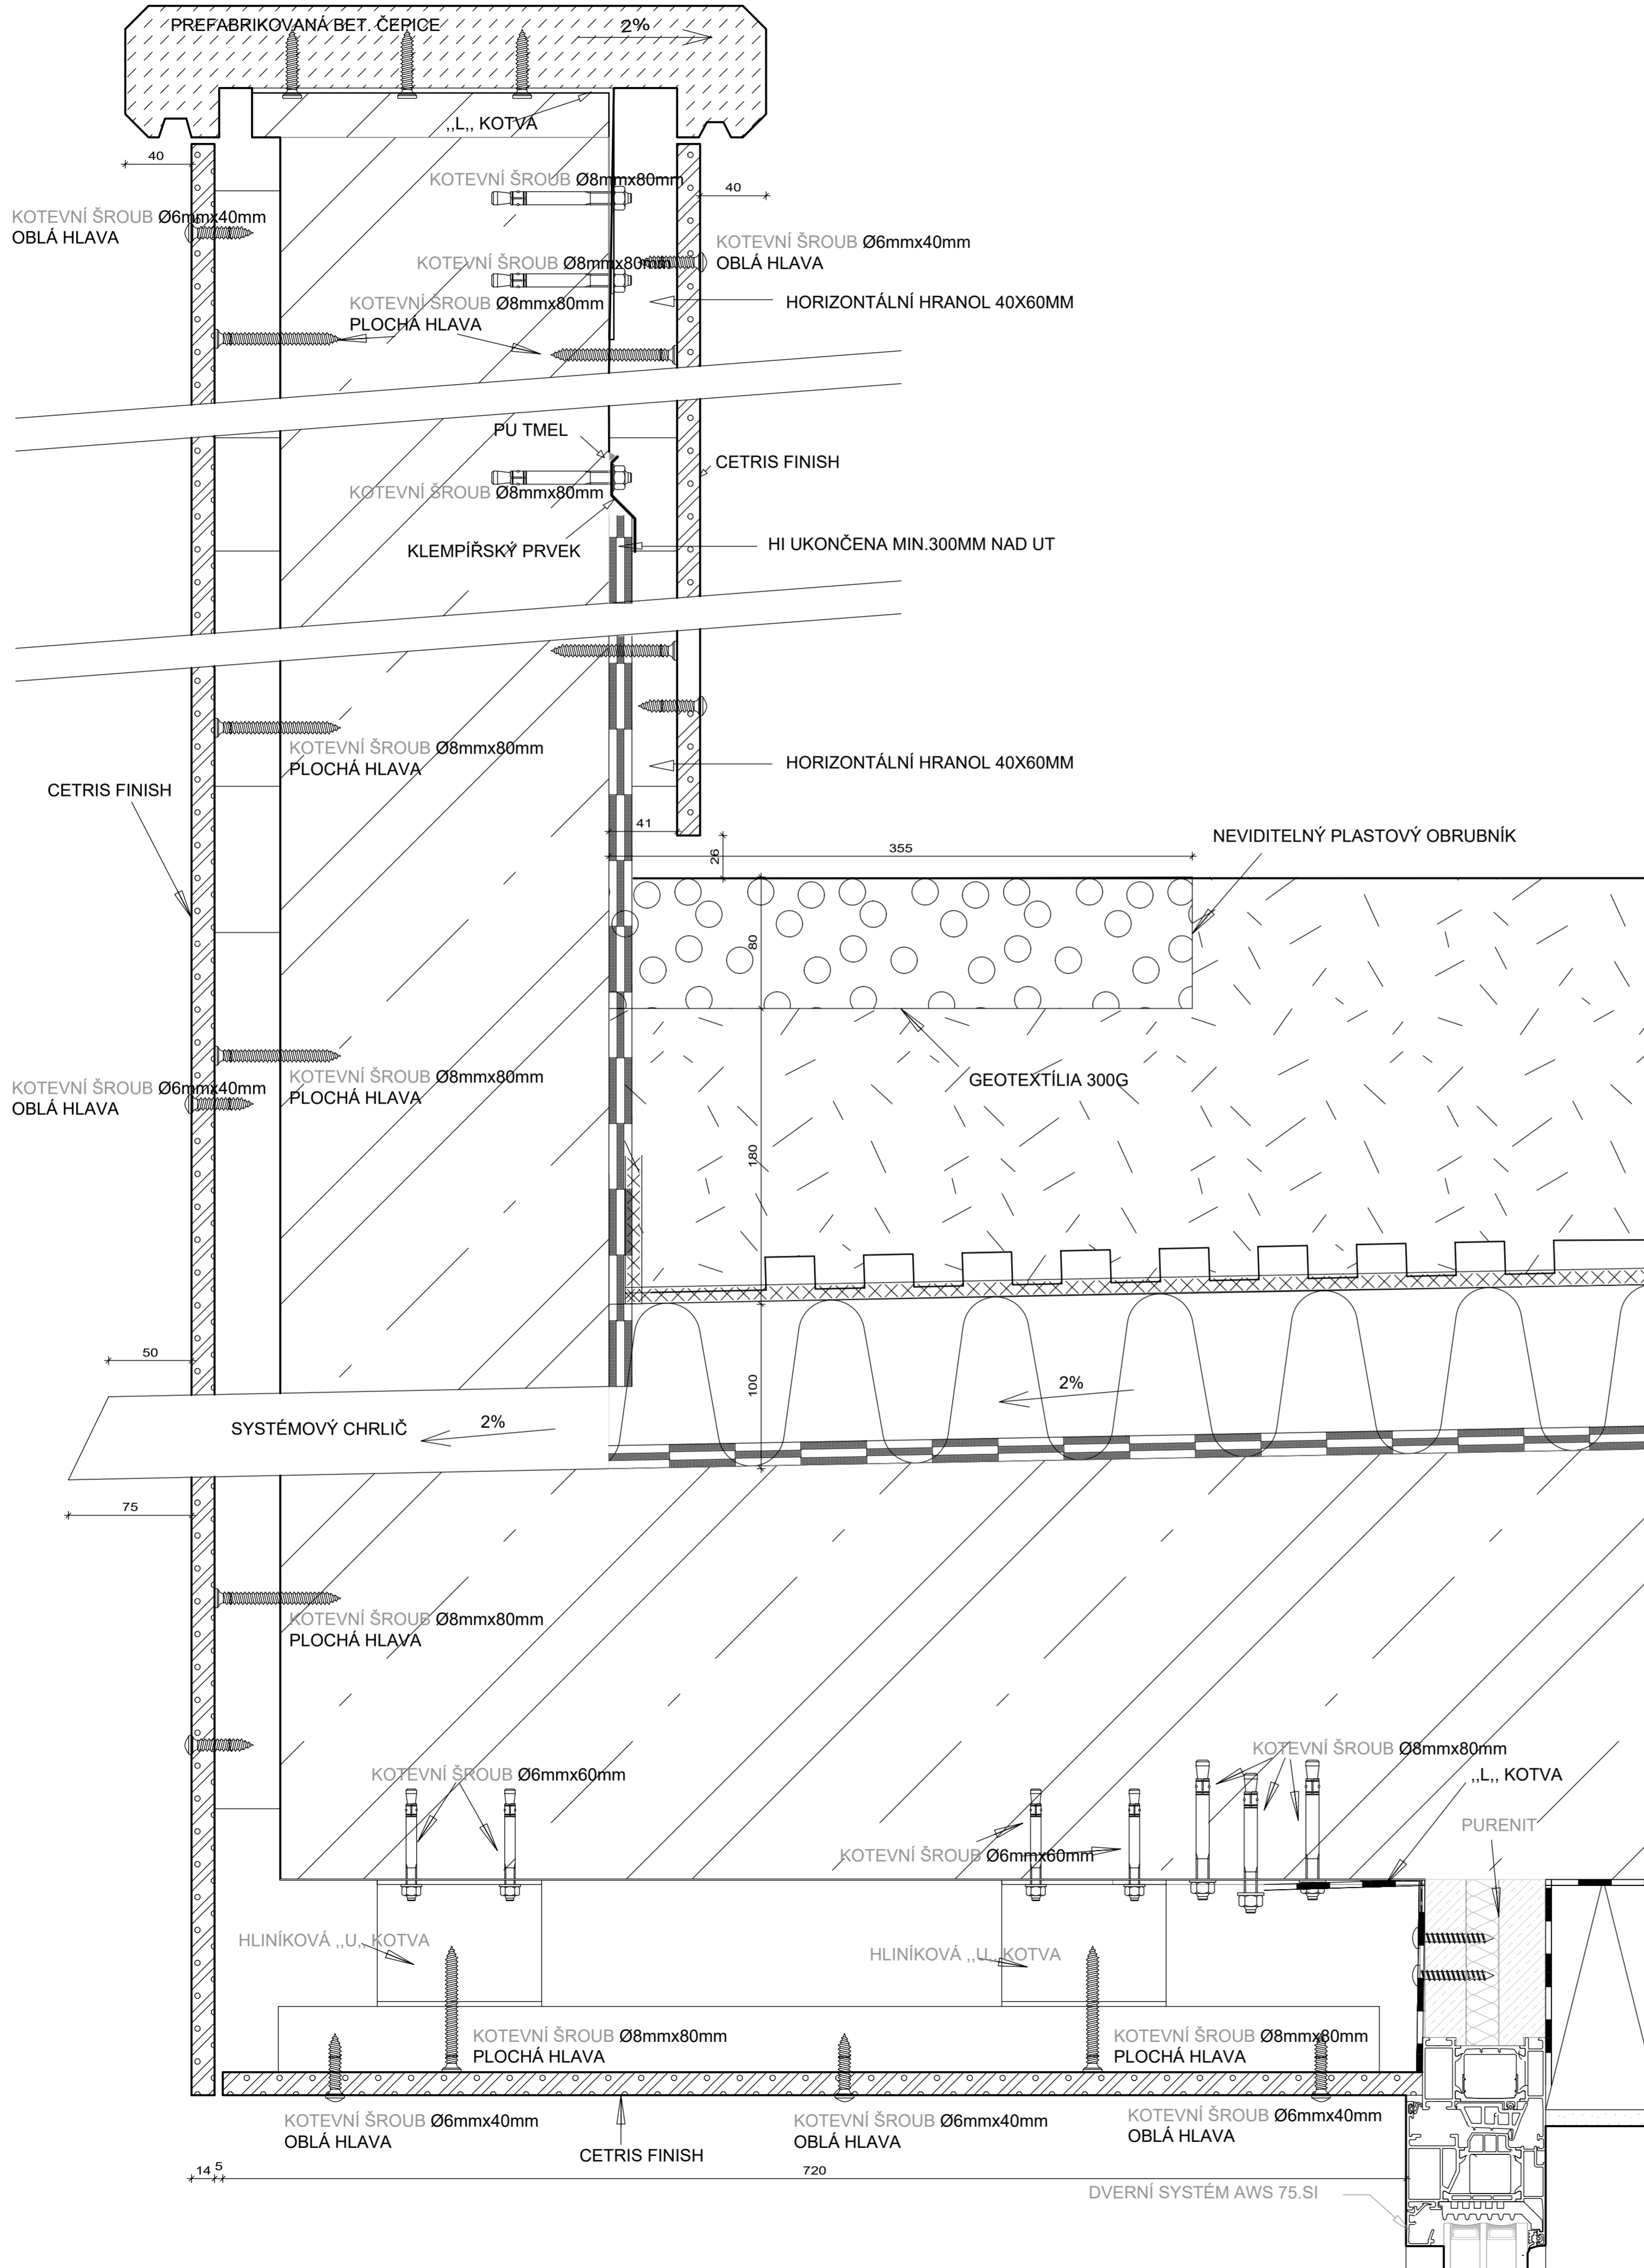 PREFABRIKOVANÁ BET. ČEPICE
2%
,,L,, KOTVA
40
KOTEVNÍ ŠROUB Ø8mmx80mm
40
KOTEVNÍ ŠROUB Ø6mmx40mm
OBLÁ HLAVA
KOTEVNÍ ŠROUB Ø6mmx40mm
OBLÁ HLAVA
KOTEVNÍ ŠROUB Ø8mmx80mm
KOTEVNÍ ŠROUB Ø8mmx80mm
PLOCHÁ HLAVA
HORIZONTÁLNÍ HRANOL 40X60MM
PU TMEL
CETRIS FINISH
KOTEVNÍ ŠROUB Ø8mmx80mm
KLEMPÍŘSKÝ PRVEK
HI UKONČENA MIN.300MM NAD UT
KOTEVNÍ ŠROUB Ø8mmx80mm
PLOCHÁ HLAVA
HORIZONTÁLNÍ HRANOL 40X60MM
CETRIS FINISH
41
26
355
NEVIDITELNÝ PLASTOVÝ OBRUBNÍK
80
GEOTEXTÍLIA 300G
KOTEVNÍ ŠROUB Ø8mmx80mm
PLOCHÁ HLAVA
KOTEVNÍ ŠROUB Ø6mmx40mm
OBLÁ HLAVA
180
50
100
2%
SYSTÉMOVÝ CHRLIČ
2%
75
KOTEVNÍ ŠROUB Ø8mmx80mm
PLOCHÁ HLAVA
KOTEVNÍ ŠROUB Ø6mmx60mm
KOTEVNÍ ŠROUB Ø8mmx80mm
,,L,, KOTVA
PURENIT
KOTEVNÍ ŠROUB Ø6mmx60mm
HLINÍKOVÁ ,,U,, KOTVA
HLINÍKOVÁ ,,U,, KOTVA
KOTEVNÍ ŠROUB Ø8mmx80mm
PLOCHÁ HLAVA
KOTEVNÍ ŠROUB Ø8mmx80mm
PLOCHÁ HLAVA
KOTEVNÍ ŠROUB Ø6mmx40mm
OBLÁ HLAVA
KOTEVNÍ ŠROUB Ø6mmx40mm
OBLÁ HLAVA
KOTEVNÍ ŠROUB Ø6mmx40mm
OBLÁ HLAVA
CETRIS FINISH
14
5
720
DVERNÍ SYSTÉM AWS 75.SI